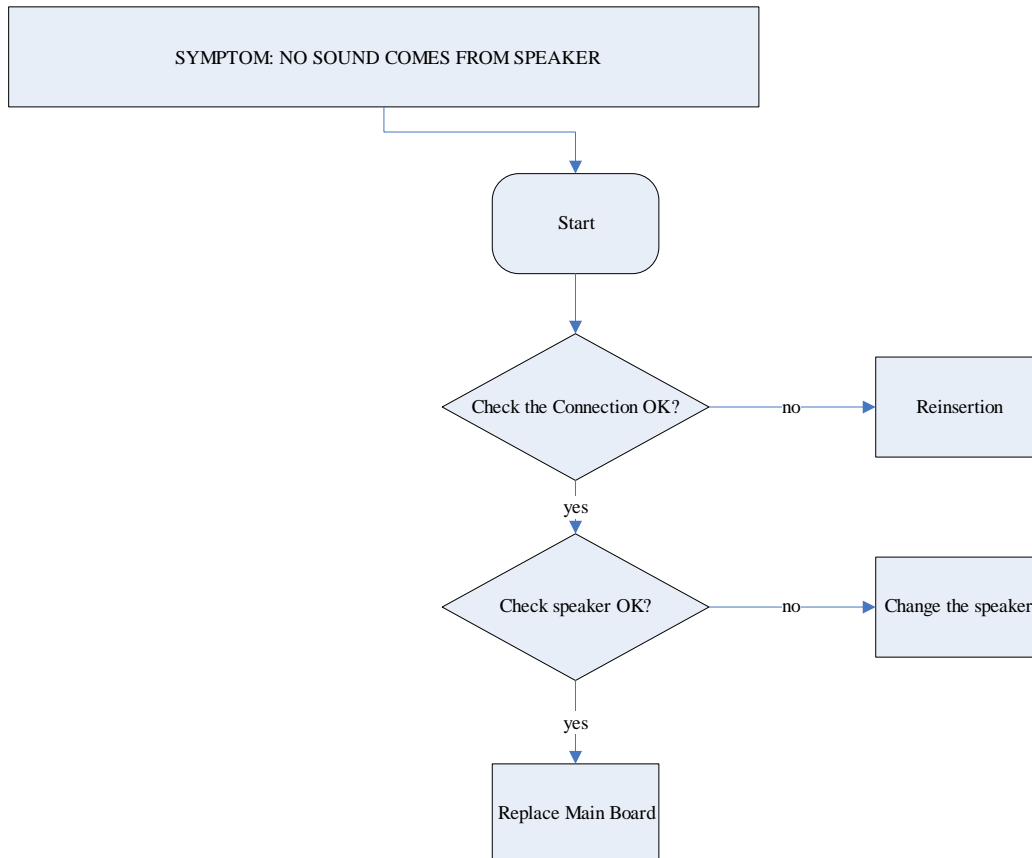 SYMPTOM: NO SOUND COMES FROM SPEAKER
Start
Check the Connection OK?
no
Reinsertion
yes
Check speaker OK?
no
Change the speaker
yes
Replace Main Board